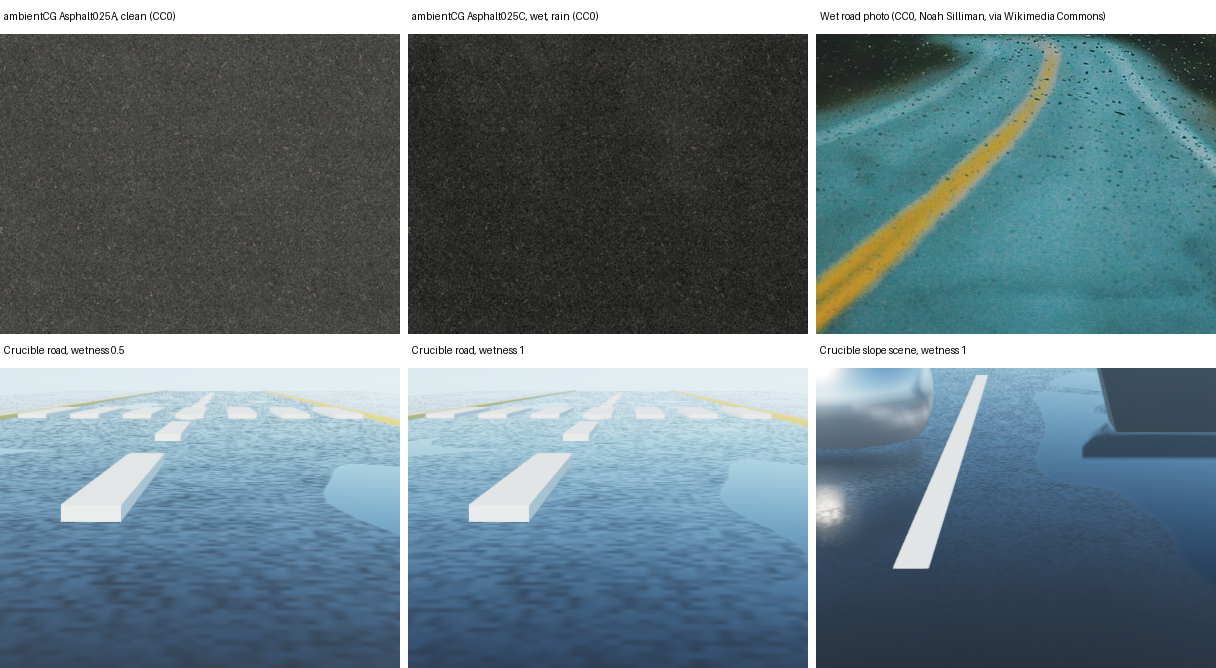 ambientCG Asphalt025A, clean (CC0)
ambientCG Asphalt025C, wet, rain (CC0)
Wet road photo (CC0, Noah Silliman, via Wikimedia Commons)
Crucible road, wetness 0.5
Crucible road, wetness 1
Crucible slope scene, wetness 1